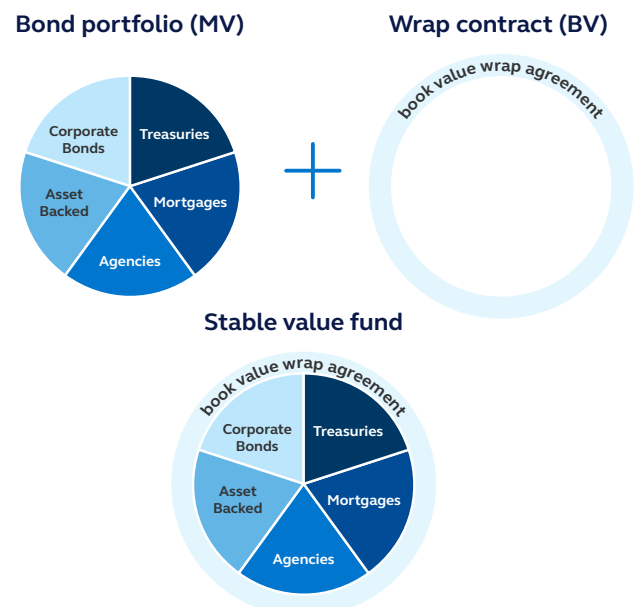 Bond portfolio (MV)
Wrap contract (BV)
Corporate
Bonds
Treasuries
Asset
Backed
Mortgages
Agencies
book value wrap agreement
Stable value fund
book value wrap agreement
Corporate
Bonds
Treasuries
Asset
Backed
Mortgages
Agencies